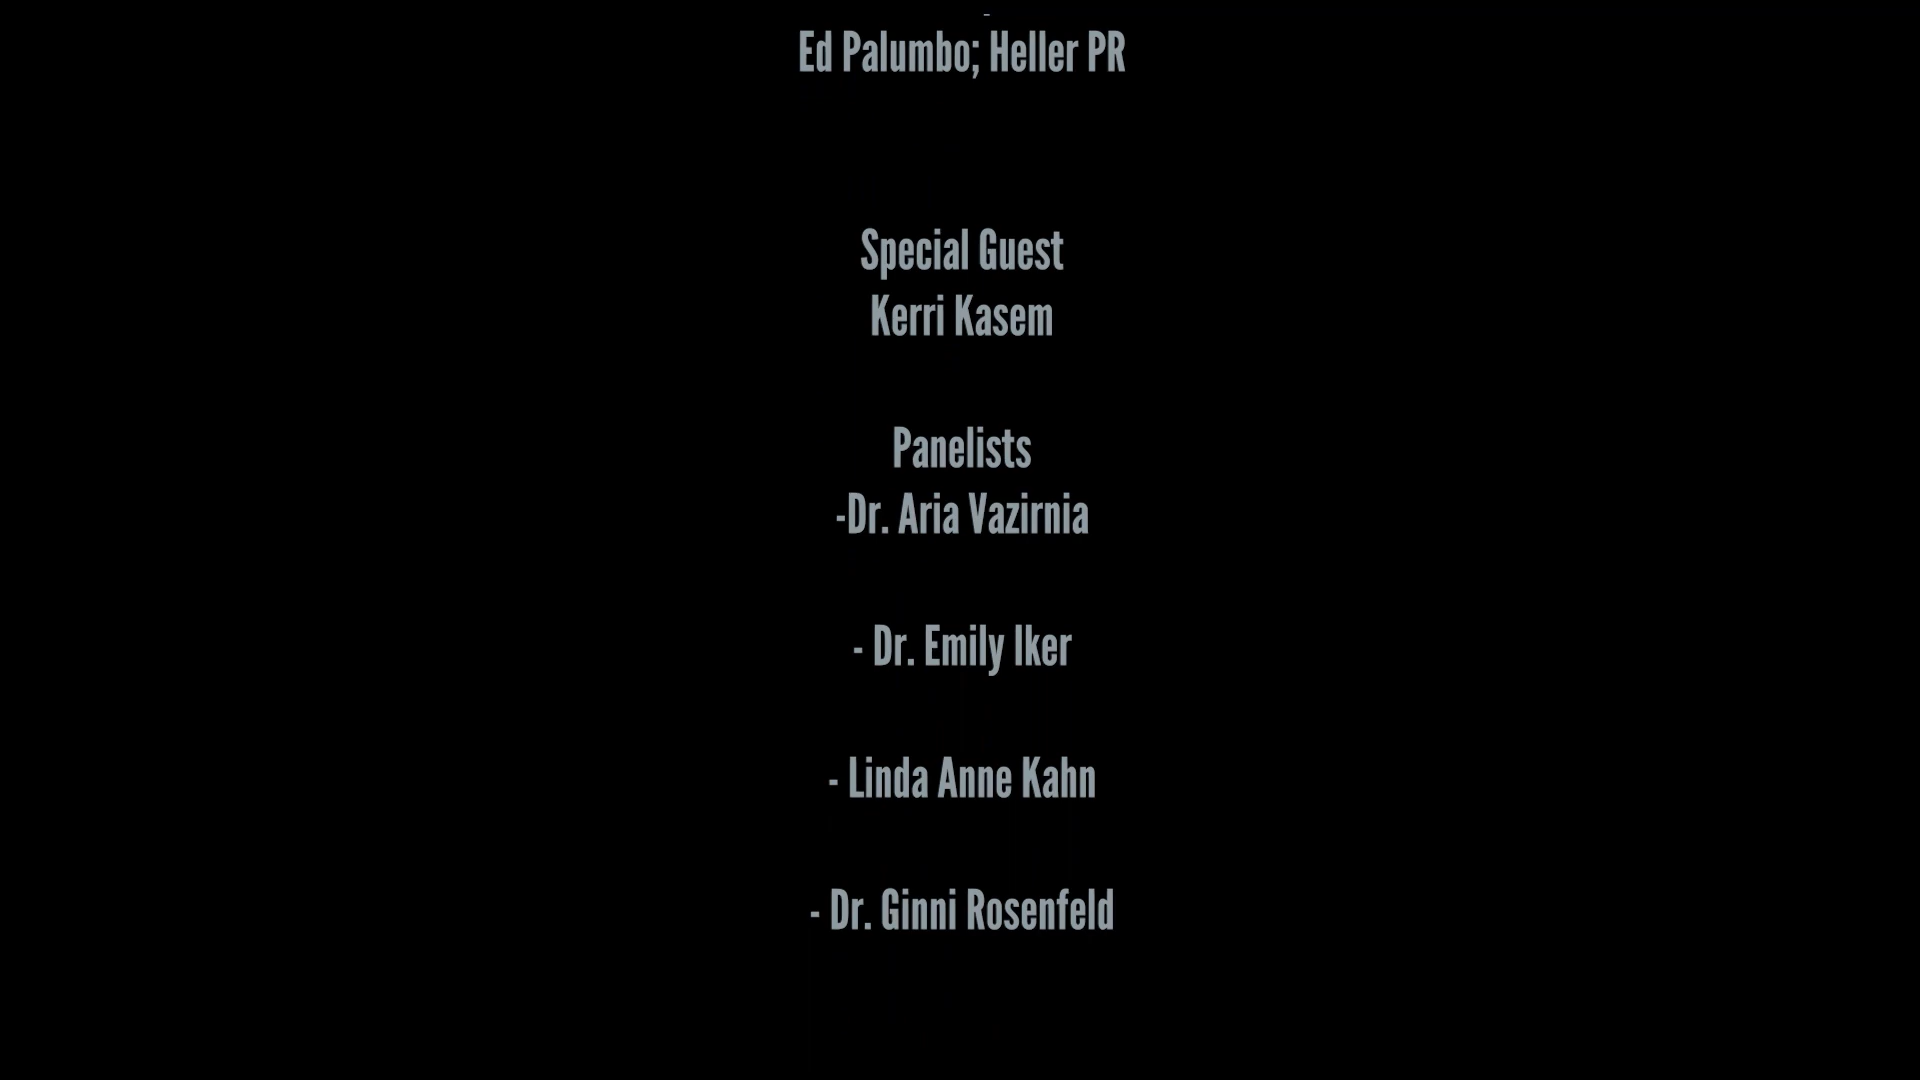 Ed Palumbo; Heller PR
Special Guest
Kerri Kasem
Panelists
-Dr. Aria Vazirnia
- Dr. Emily Iker
- Linda Anne Kahn
- Dr. Ginni Rosenfeld